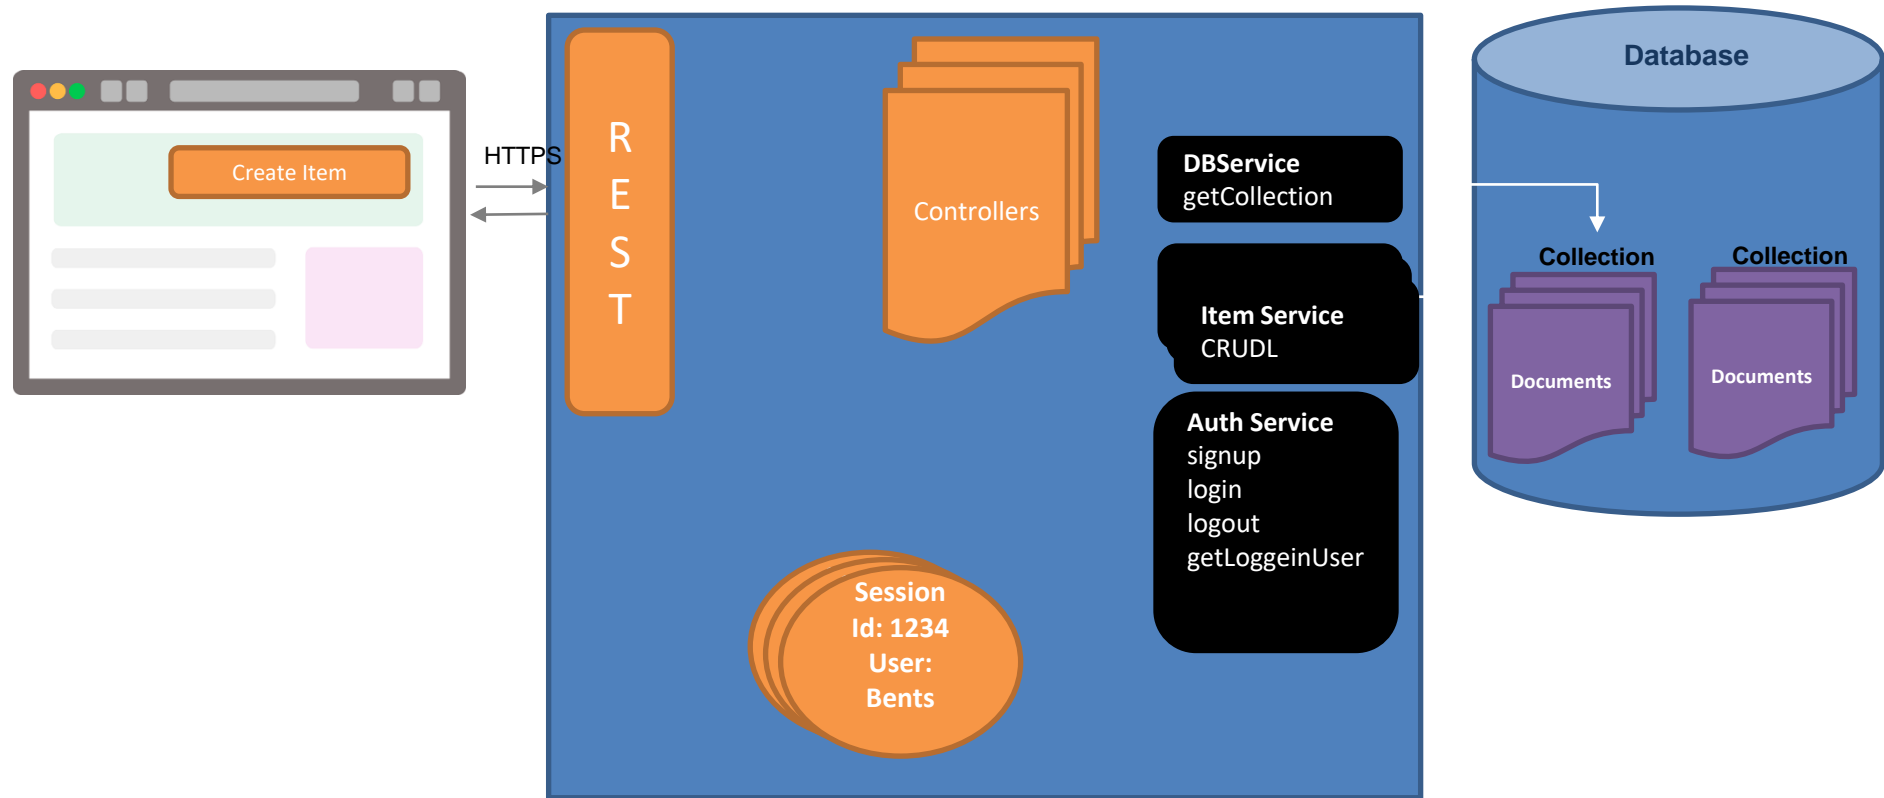 Create Item
HTTPS
R
E
S
T
Controllers
DBService
getCollection
Item Service
CRUDL
Auth Service
signup
login
logout
getLoggeinUser
Session
Id: 1234
User:
Bents
Database
Collection
Documents
Collection
Documents